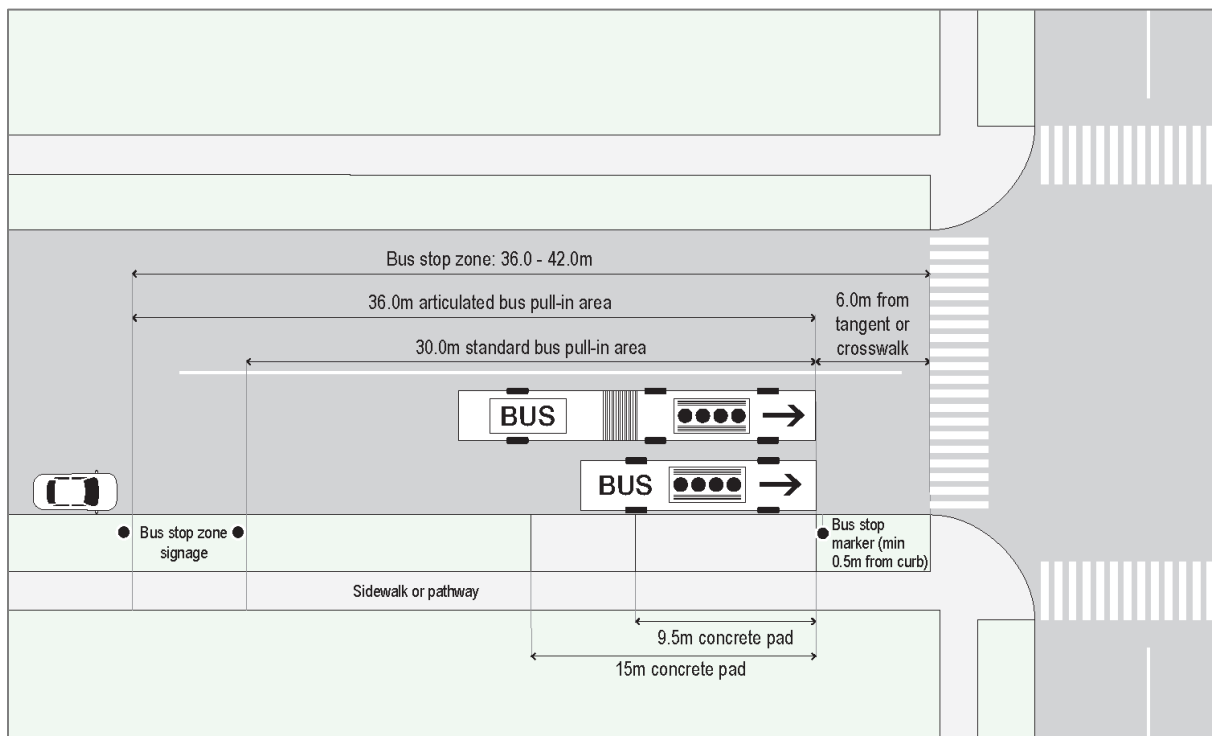 Bus stop zone: 36.0 - 42.0m
36.0m articulated bus pull-in area
6.0m from
tangent or
crosswalk
30.0m standard bus pull-in area
BUS
BUS
Bus stop zone
signage
Bus stop
marker (min
0.5m from curb)
Sidewalk or pathway
9.5m concrete pad
15m concrete pad